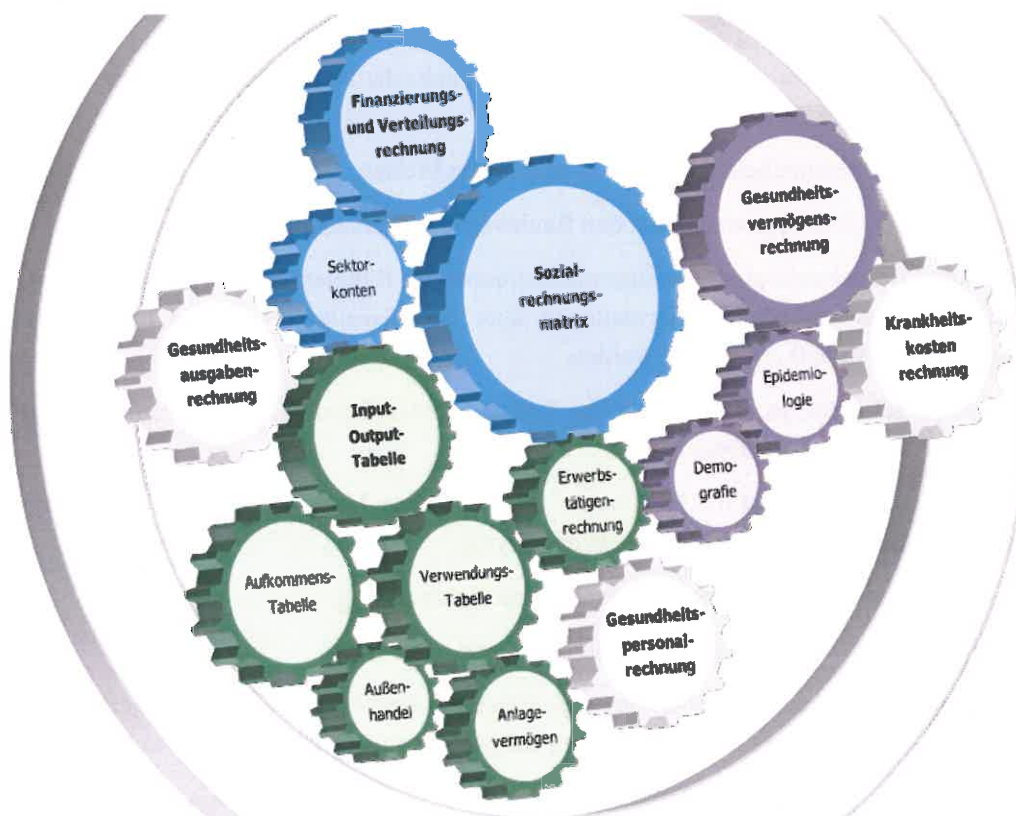 Finanzierungs-
und Verteilungs-
rechnung
Gesundheits-
vermögens-
rechnung
Sektor-
konten
Sozial-
rechnungs-
matrix
Gesundheits-
ausgaben-
rechnung
Krankheits-
kosten
rechnung
Epidemio-
logie
Input-
Output-
Tabelle
Erwerbs-
tätigen-
rechnung
Demo-
grafie
Aufkommens-
Tabelle
Verwendungs-
Tabelle
Gesundheits-
personal-
rechnung
Außen-
handel
Anlage-
vermögen